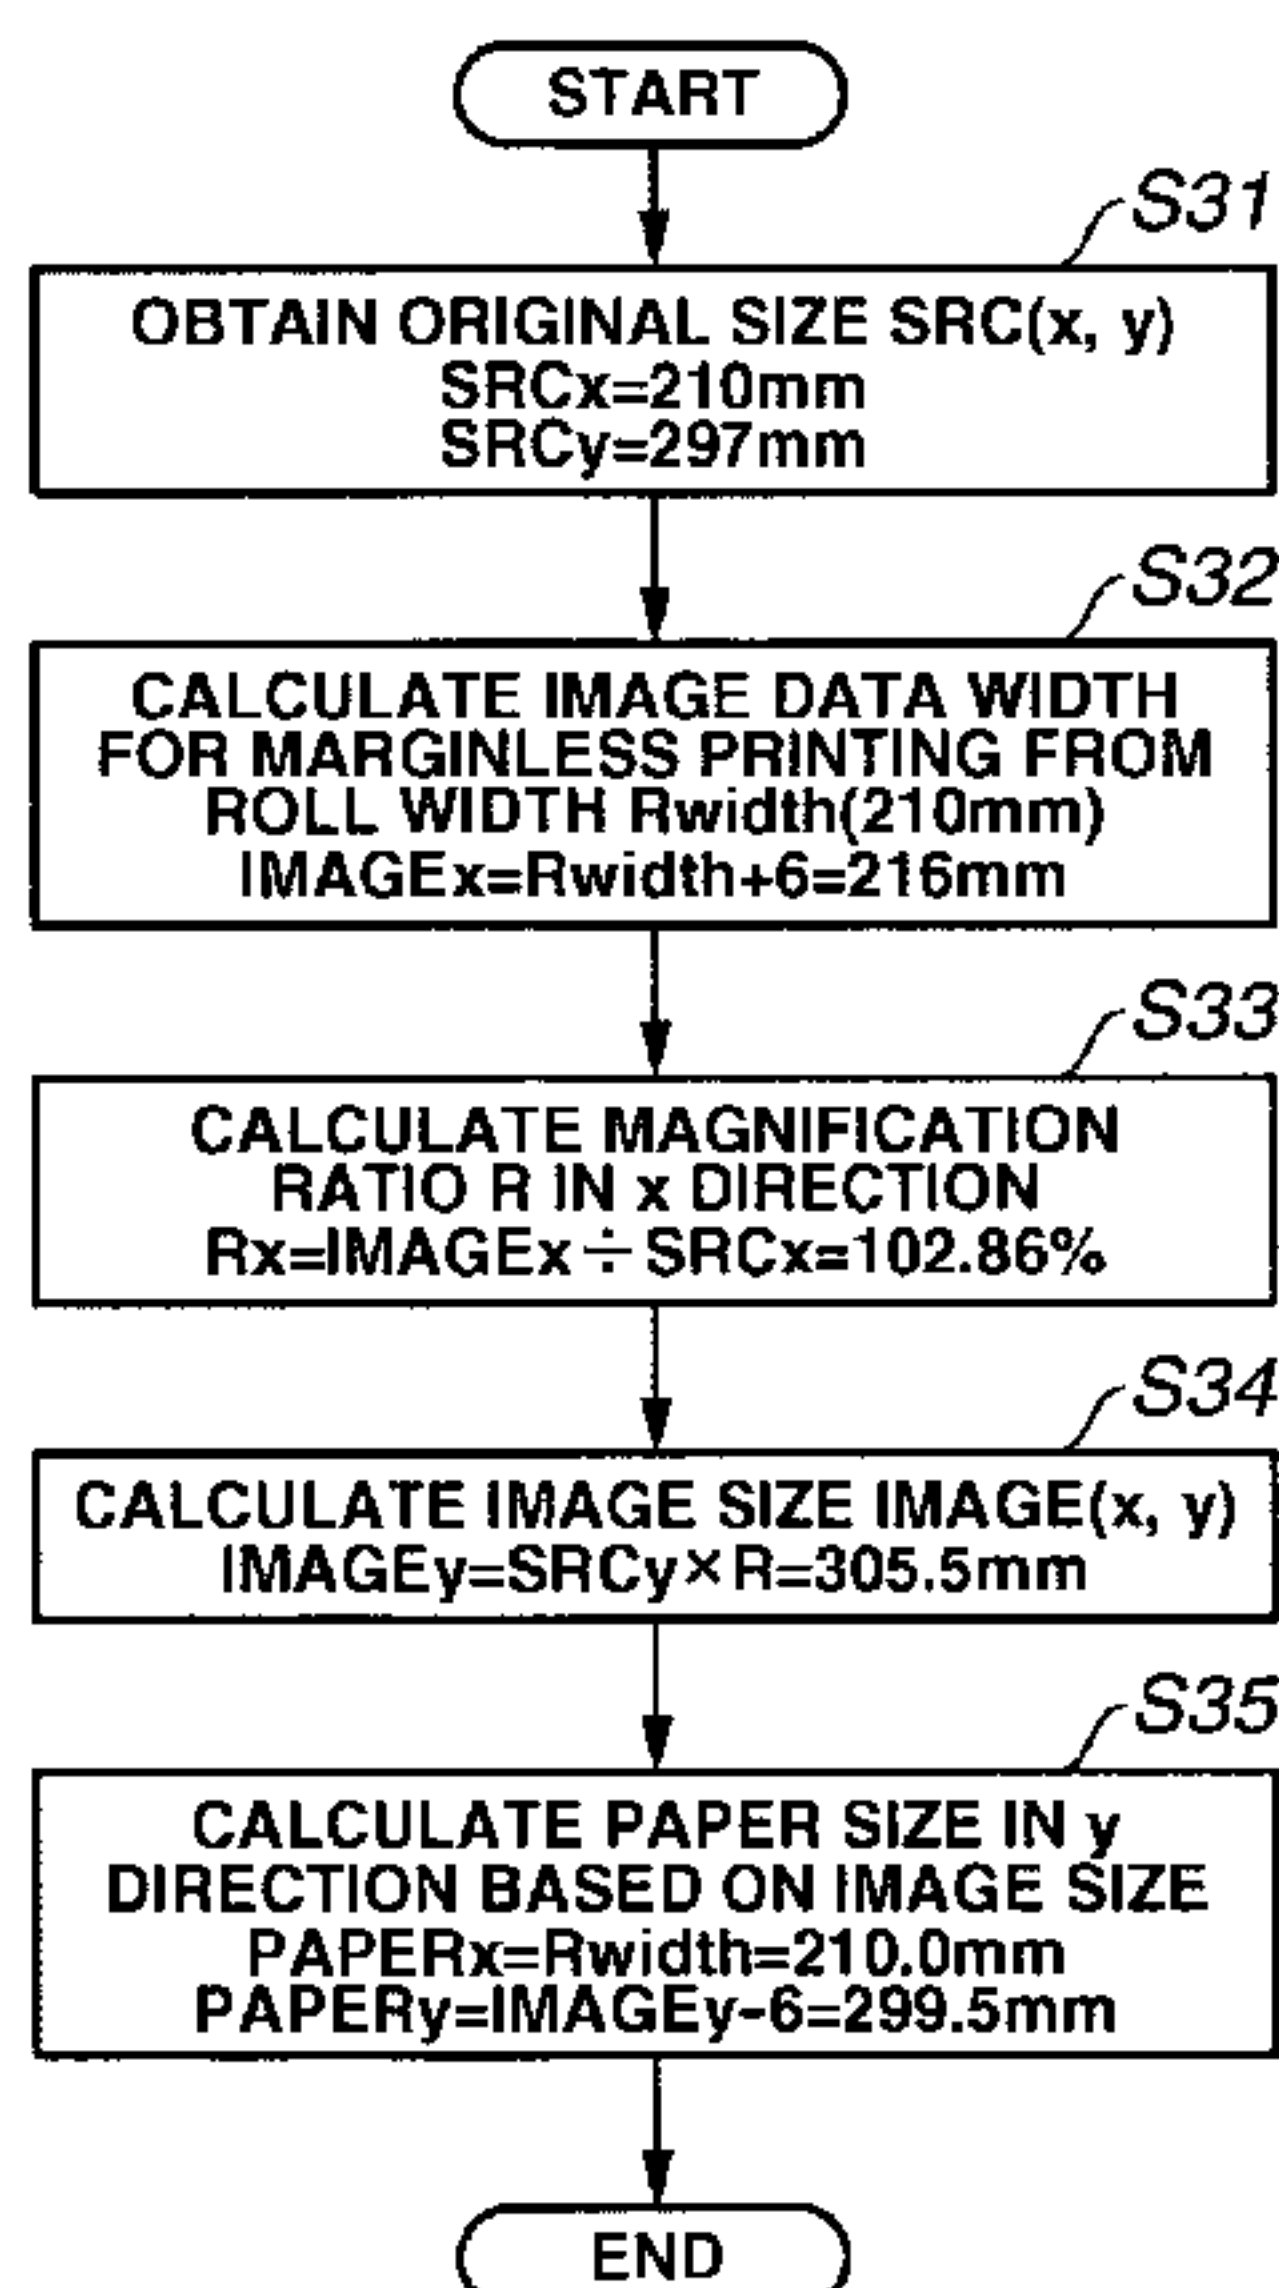 START
S31
OBTAIN ORIGINAL SIZE SRC(x, y)
SRCx=210mm
SRCy=297mm
S32
CALCULATE IMAGE DATA WIDTH
FOR MARGINLESS PRINTING FROM
ROLL WIDTH Rwidth(210mm)
IMAGEx=Rwidth+6=216mm
S33
CALCULATE MAGNIFICATION
RATIO R IN x DIRECTION
Rx=IMAGEx÷SRCx=102.86%
S34
CALCULATE IMAGE SIZE IMAGE(x, y)
IMAGEy=SRCy×R=305.5mm
S35
CALCULATE PAPER SIZE IN y
DIRECTION BASED ON IMAGE SIZE
PAPERx=Rwidth=210.0mm
PAPERy=IMAGEy-6=299.5mm
END